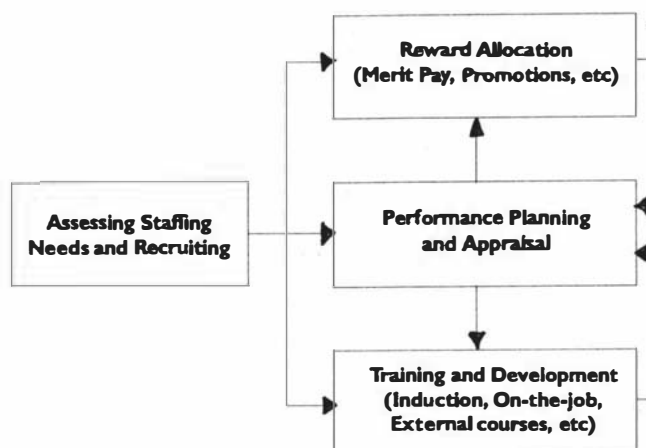 Reward Allocation
(Merit Pay, Promotions, etc)
Assessing Staffing
Needs and Recruiting
Performance Planning
and Appraisal
Training and Development
(Induction, On-the-job,
External courses, etc)